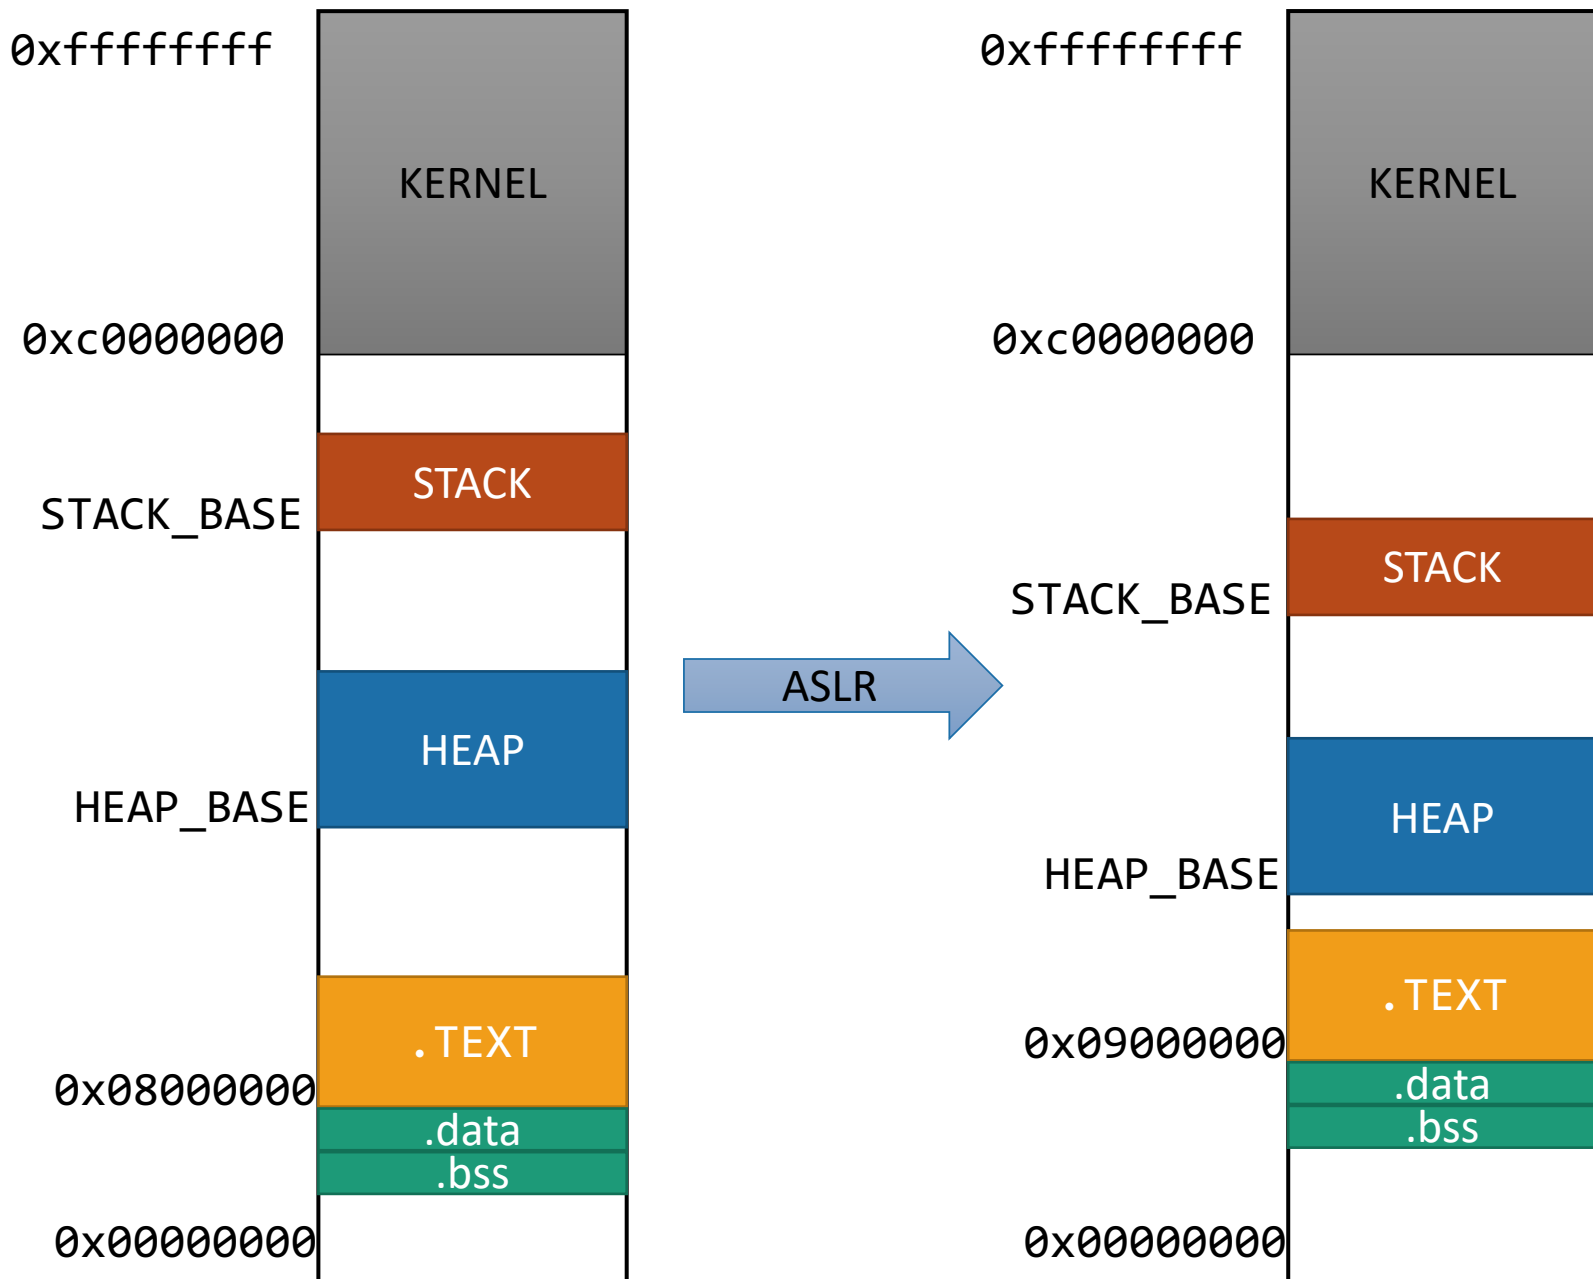 0xffffffff
KERNEL
0xc0000000
STACK
STACK_BASE
HEAP
HEAP_BASE
.TEXT
0x08000000
.data
.bss
0x00000000
ASLR
0xffffffff
KERNEL
0xc0000000
STACK
STACK_BASE
HEAP
HEAP_BASE
.TEXT
0x09000000
.data
.bss
0x00000000